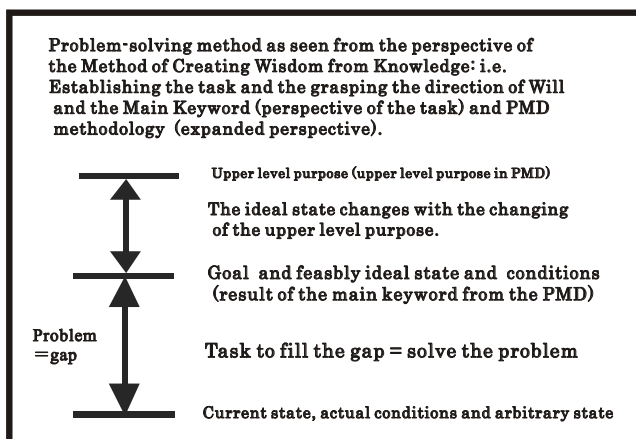 Problem-solving method as seen from the perspective of
the Method of Creating Wisdom from Knowledge: i.e.
Establishing the task and the grasping the direction of Will
and the Main Keyword (perspective of the task) and PMD
methodology (expanded perspective).
Upper level purpose (upper level purpose in PMD)
The ideal state changes with the changing
of the upper level purpose.
Goal and feasbly ideal state and conditions
(result of the main keyword from the PMD)
Problem
=gap
Task to fill the gap = solve the problem
Current state, actual conditions and arbitrary state